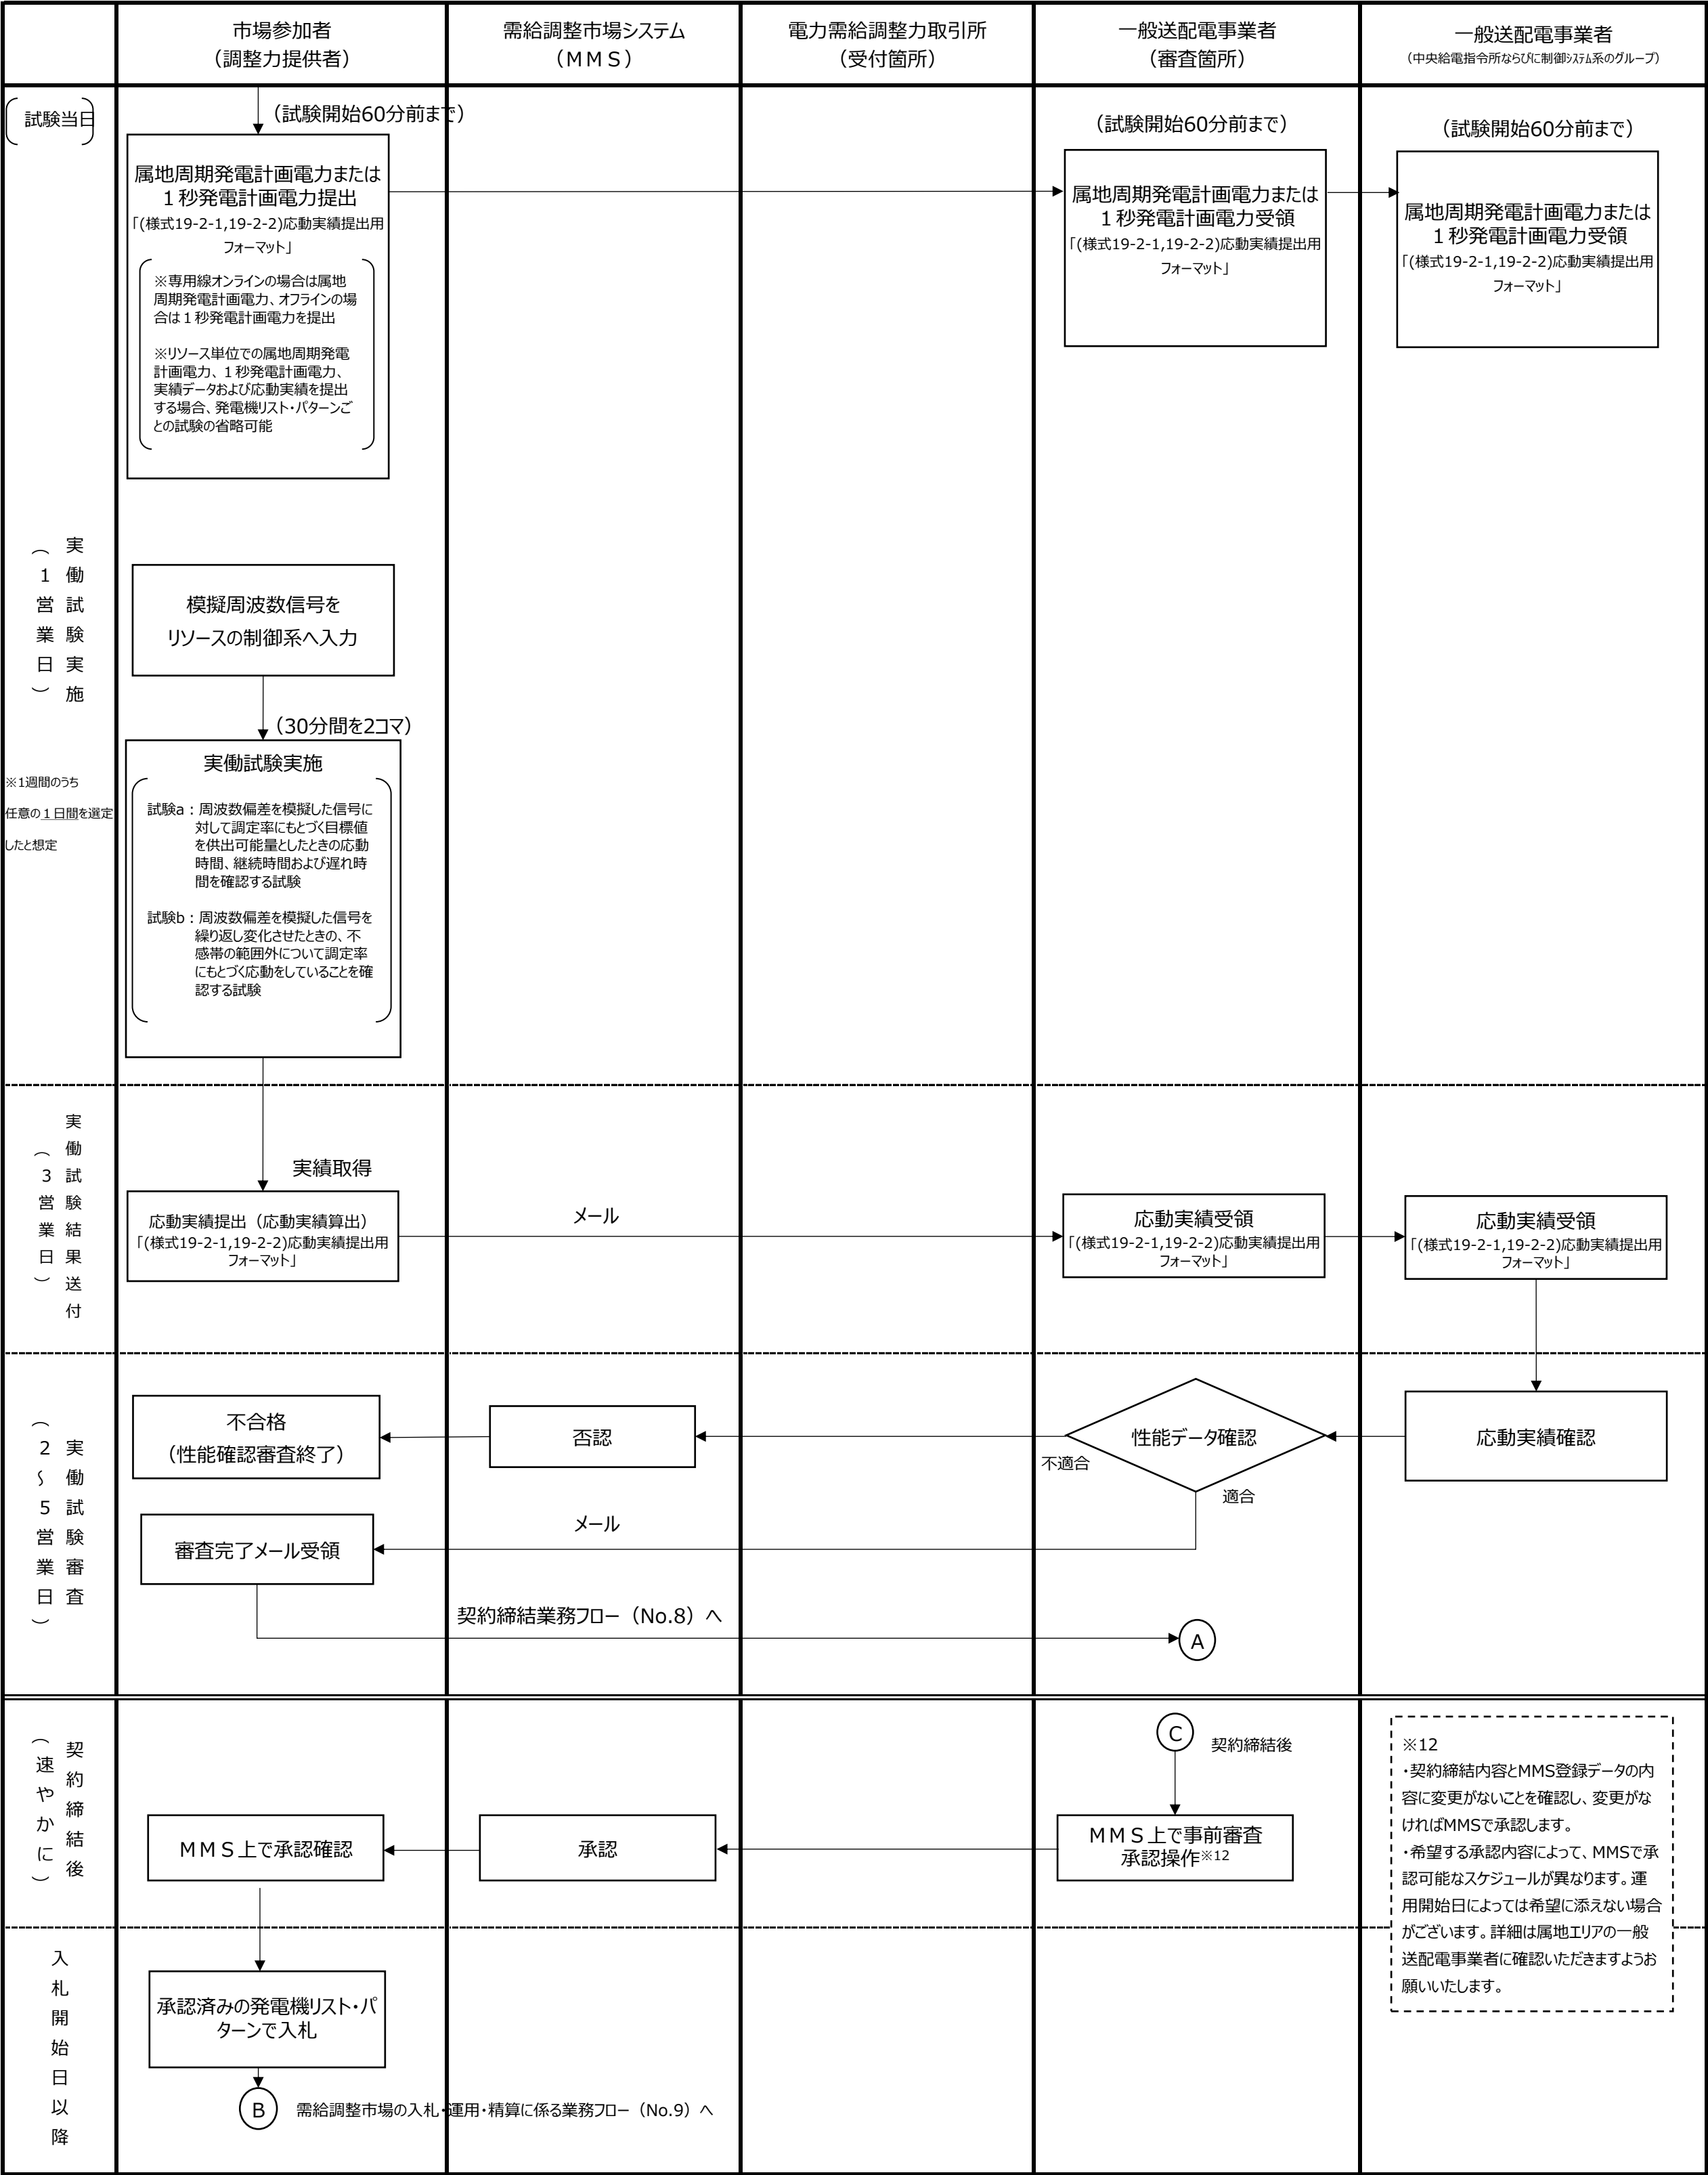 市場参加者
（調整力提供者）
需給調整市場システム
（ＭＭＳ）
電力需給調整力取引所
（受付箇所）
一般送配電事業者
（審査箇所）
一般送配電事業者
（中央給電指令所ならびに制御システム系のグループ）
試験当日
（試験開始60分前まで）
属地周期発電計画電力または
１秒発電計画電力提出
「(様式19-2-1,19-2-2)応動実績提出用
フォーマット」
※専用線オンラインの場合は属地
周期発電計画電力、オフラインの場
合は１秒発電計画電力を提出
※リソース単位での属地周期発電
計画電力、１秒発電計画電力、
実績データおよび応動実績を提出
する場合、発電機リスト・パターンご
との試験の省略可能
（試験開始60分前まで）
属地周期発電計画電力または
１秒発電計画電力受領
「(様式19-2-1,19-2-2)応動実績提出用
フォーマット」
（試験開始60分前まで）
属地周期発電計画電力または
１秒発電計画電力受領
「(様式19-2-1,19-2-2)応動実績提出用
フォーマット」
実働試験実施
（1営業日）
※1週間のうち
任意の１日間を選定
したと想定
模擬周波数信号を
リソースの制御系へ入力
（30分間を2コマ）
実働試験実施
試験a：周波数偏差を模擬した信号に
対して調定率にもとづく目標値
を供出可能量としたときの応動
時間、継続時間および遅れ時
間を確認する試験
試験b：周波数偏差を模擬した信号を
繰り返し変化させたときの、不
感帯の範囲外について調定率
にもとづく応動をしていることを確
認する試験
実働試験結果送付
（3営業日）
実績取得
応動実績提出（応動実績算出）
「(様式19-2-1,19-2-2)応動実績提出用
フォーマット」
メール
応動実績受領
「(様式19-2-1,19-2-2)応動実績提出用
フォーマット」
応動実績受領
「(様式19-2-1,19-2-2)応動実績提出用
フォーマット」
実働試験審査
（2～5営業日）
不合格
（性能確認審査終了）
否認
性能データ確認
不適合
適合
応動実績確認
メール
審査完了メール受領
契約締結業務フロー（No.8）へ
A
契約締結後
（速やかに）
C
契約締結後
ＭＭＳ上で承認確認
承認
ＭＭＳ上で事前審査
承認操作※12
※12
・契約締結内容とMMS登録データの内
容に変更がないことを確認し、変更がな
ければMMSで承認します。
・希望する承認内容によって、MMSで承
認可能なスケジュールが異なります。運
用開始日によっては希望に添えない場合
がございます。詳細は属地エリアの一般
送配電事業者に確認いただきますようお
願いいたします。
入札開始日以降
承認済みの発電機リスト・パ
ターンで入札
B
需給調整市場の入札・運用・精算に係る業務フロー（No.9）へ